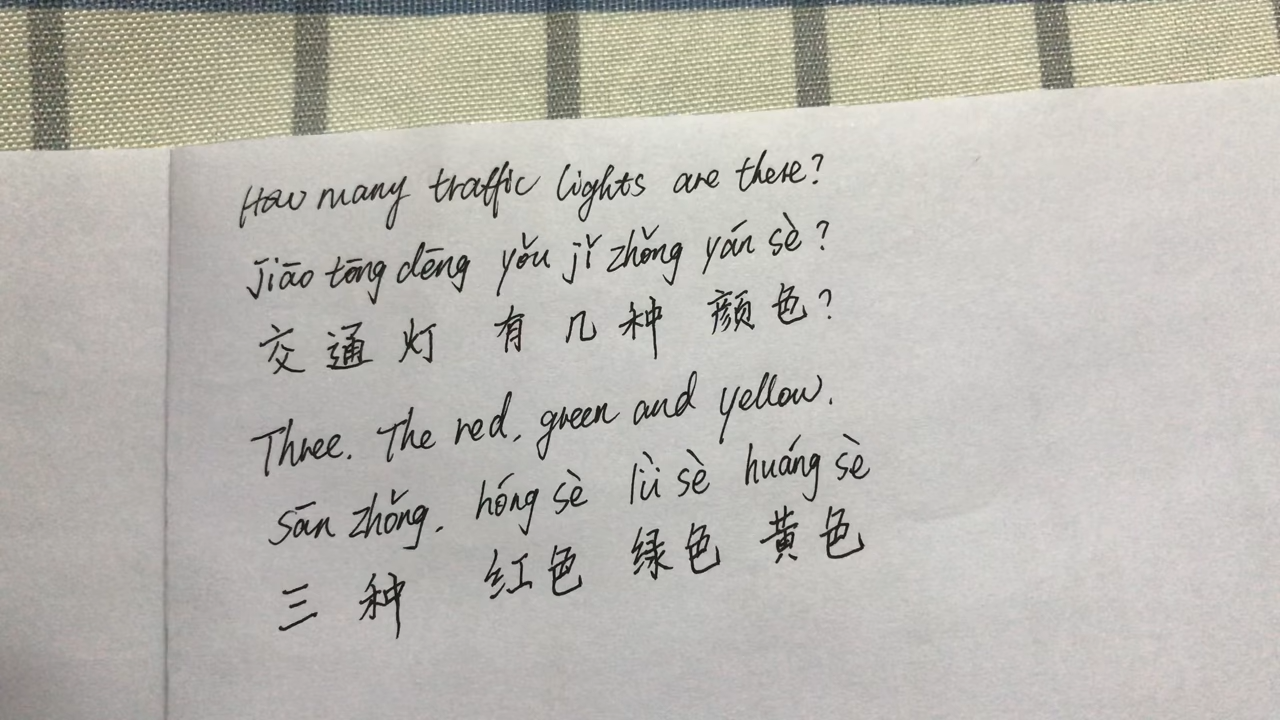 How many traffic lights are there?
jiāo tōng dēng yǒu jǐ zhǒng yán sè?
交通灯 有几种 颜色?
Three. The red, green and yellow.
sān zhǒng. hóng sè lǜ sè huáng sè
三种 红色 绿色 黄色